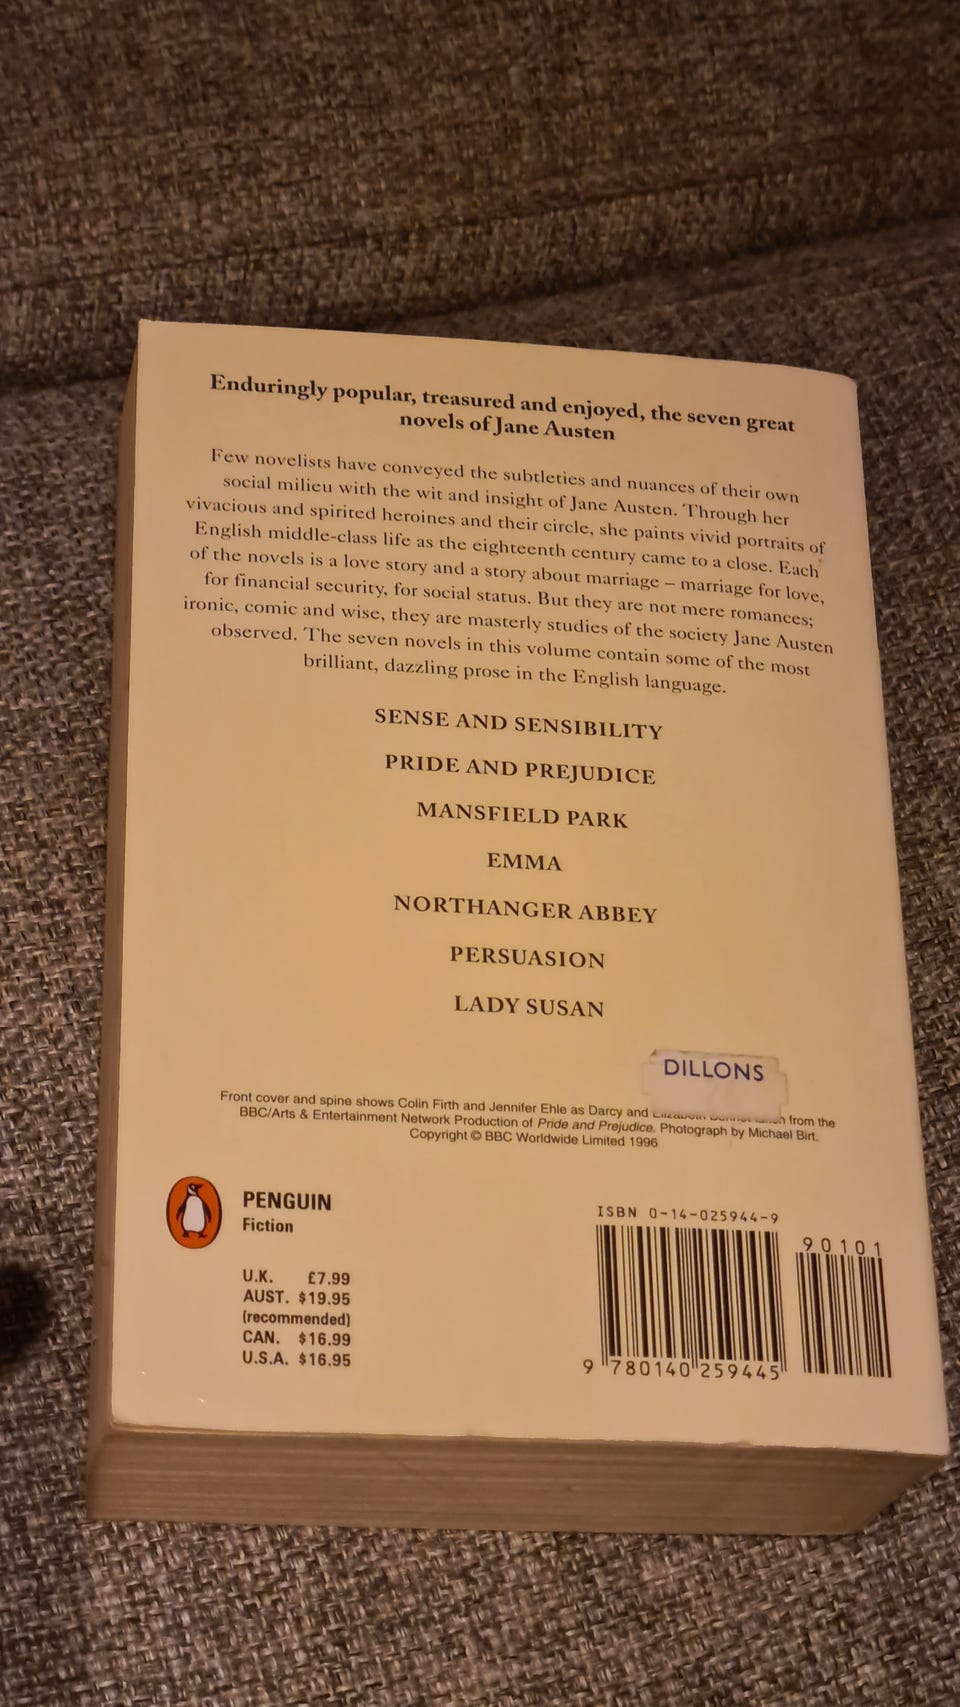 Enduringly popular, treasured and enjoyed, the seven great
novels of Jane Austen
Few novelists have conveyed the subtleties and nuances of their own
social milieu with the wit and insight of Jane Austen. Through her
vivacious and spirited heroines and their circle, she paints vivid portraits of
English middle-class life as the eighteenth century came to a close. Each
of the novels is a love story and a story about marriage – marriage for love,
for financial security, for social status. But they are not mere romances;
ironic, comic and wise, they are masterly studies of the society Jane Austen
observed. The seven novels in this volume contain some of the most
brilliant, dazzling prose in the English language.
SENSE AND SENSIBILITY
PRIDE AND PREJUDICE
MANSFIELD PARK
EMMA
NORTHANGER ABBEY
PERSUASION
LADY SUSAN
DILLONS
Front cover and spine shows Colin Firth and Jennifer Ehle as Darcy and from the
BBC/Arts & Entertainment Network Production of Pride and Prejudice. Photograph by Michael Birt.
Copyright © BBC Worldwide Limited 1996
PENGUIN
Fiction
U.K. £7.99
AUST. $19.95
(recommended)
CAN. $16.99
U.S.A. $16.95
ISBN 0-14-025944-9
90101
9 780140 259445